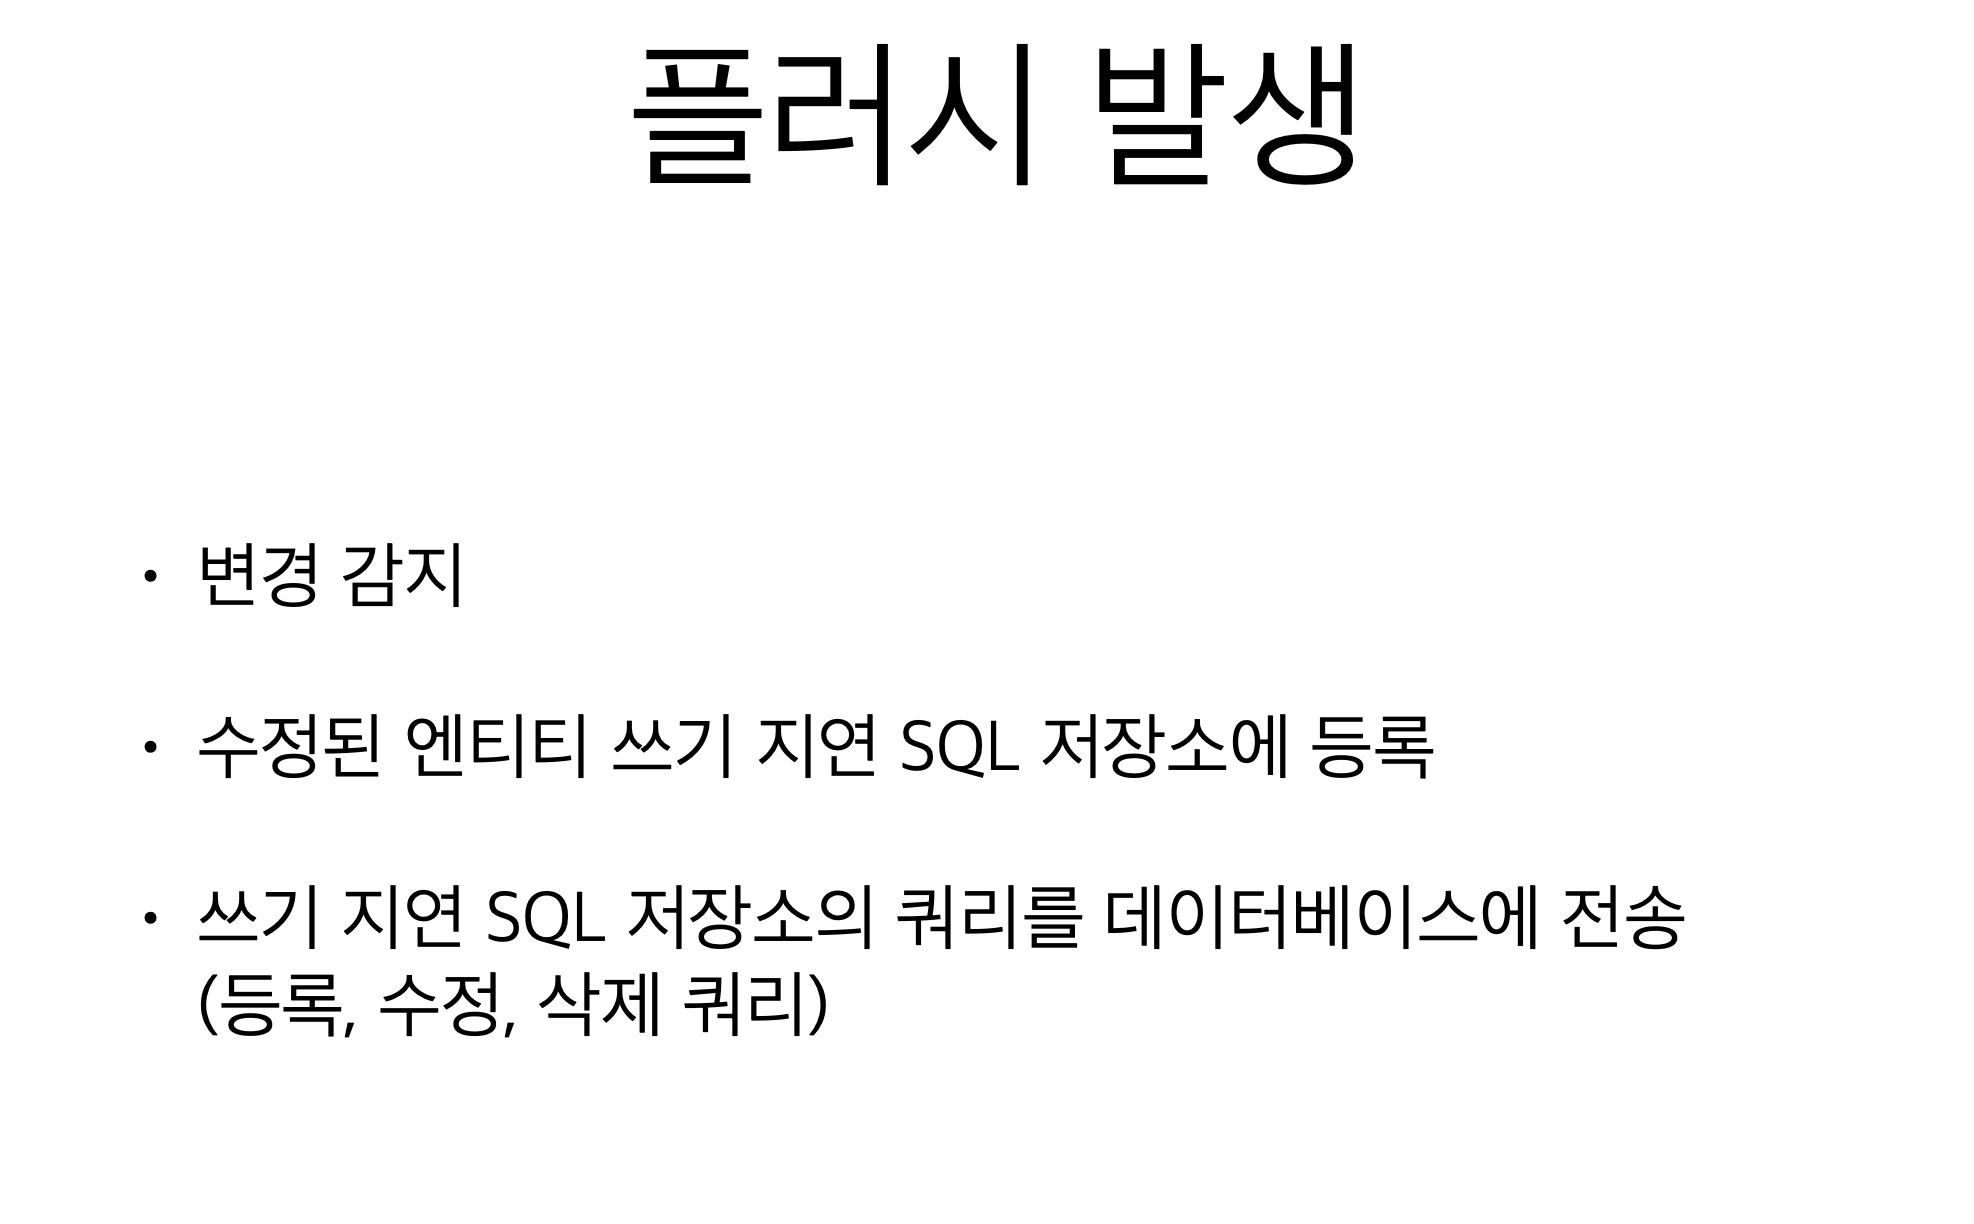 플러시 발생
• 변경 감지
• 수정된 엔티티 쓰기 지연 SQL 저장소에 등록
• 쓰기 지연 SQL 저장소의 쿼리를 데이터베이스에 전송
(등록, 수정, 삭제 쿼리)